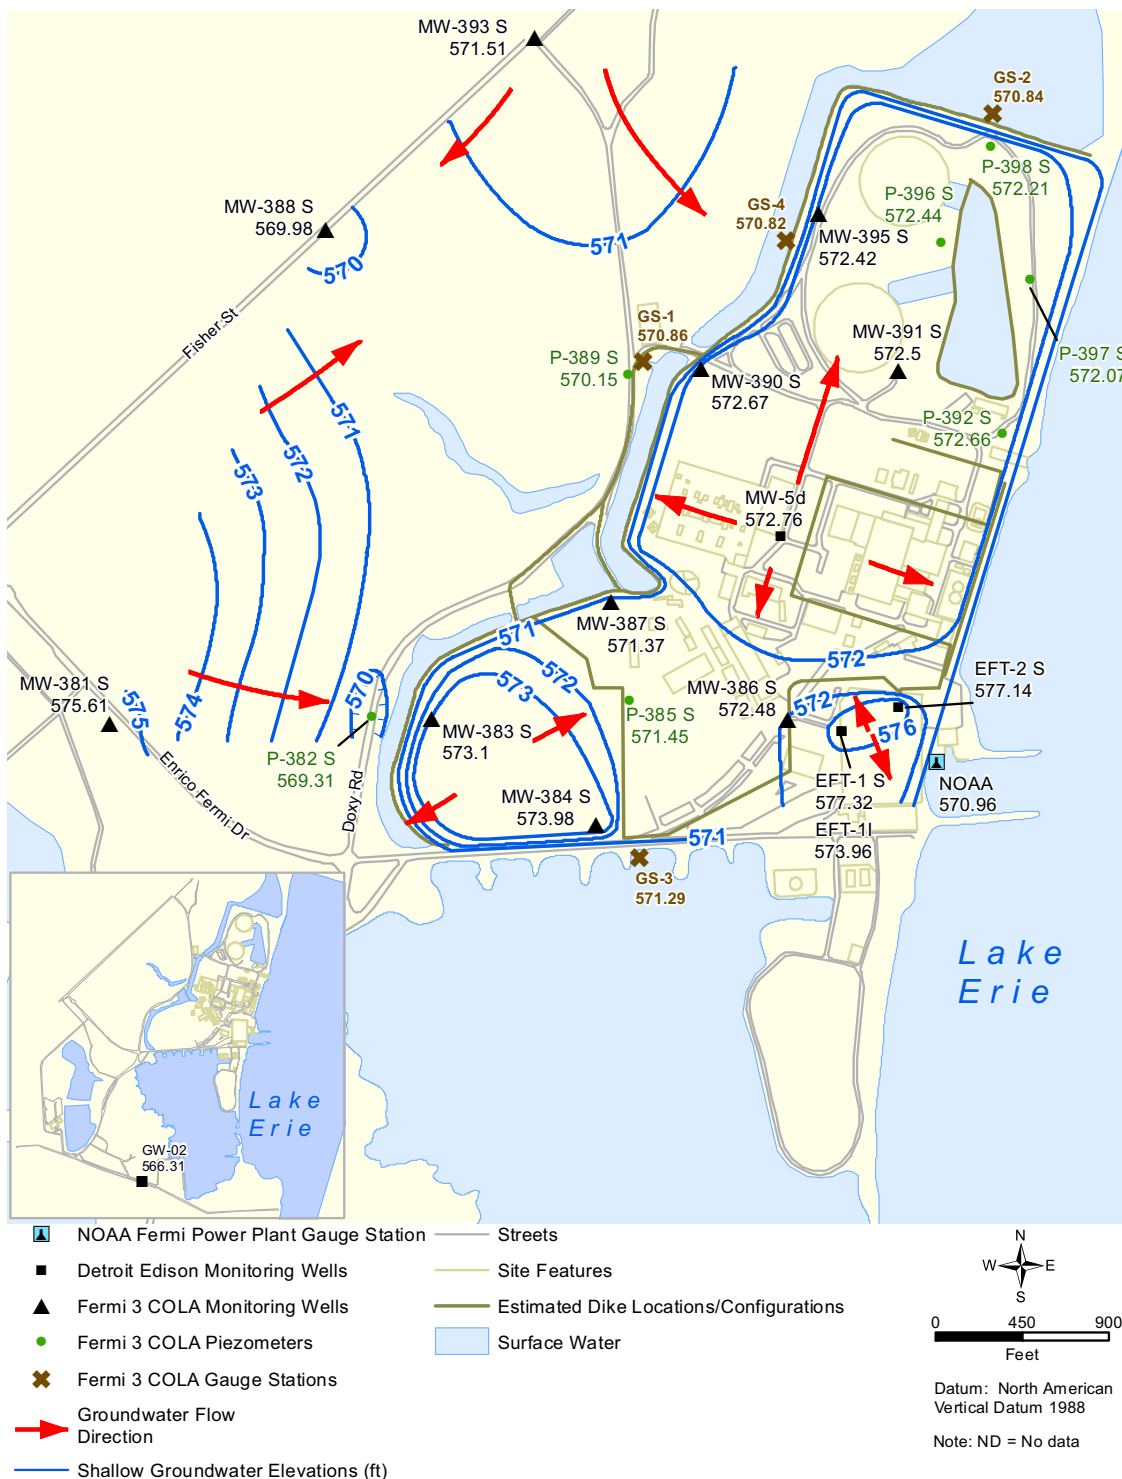 MW-393 S
571.51
GS-2
570.84
P-398 S
572.21
P-396 S
572.44
MW-388 S
569.98
GS-4
570.82
MW-395 S
572.42
571
570
Fisher St
GS-1
570.86
MW-391 S
572.5
P-389 S
570.15
P-397 S
572.07
MW-390 S
572.67
571
P-392 S
572.66
572
573
MW-5d
572.76
MW-387 S
571.37
571
572
572
EFT-2 S
577.14
MW-381 S
575.61
575
574
570
573
MW-386 S
572.48
572
576
P-385 S
571.45
MW-383 S
573.1
P-382 S
569.31
Enrico Fermi Dr
Doxy Rd
EFT-1 S
577.32
NOAA
570.96
MW-384 S
573.98
EFT-1I
573.96
571
GS-3
571.29
Lake
Erie
Lake
Erie
GW-02
566.31
NOAA Fermi Power Plant Gauge Station
Detroit Edison Monitoring Wells
Fermi 3 COLA Monitoring Wells
Fermi 3 COLA Piezometers
Fermi 3 COLA Gauge Stations
Groundwater Flow
Direction
Shallow Groundwater Elevations (ft)
Streets
Site Features
Estimated Dike Locations/Configurations
Surface Water
N
W E
S
0 450 900
Feet
Datum: North American
Vertical Datum 1988
Note: ND = No data